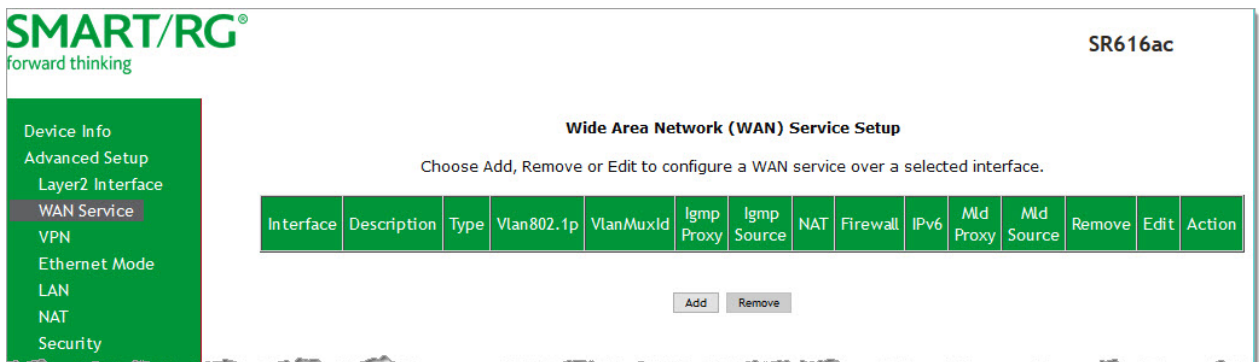 SMART/RG®
forward thinking
SR616ac
Device Info
Advanced Setup
Layer2 Interface
WAN Service
VPN
Ethernet Mode
LAN
NAT
Security
Wide Area Network (WAN) Service Setup
Choose Add, Remove or Edit to configure a WAN service over a selected interface.
Interface Description Type Vlan802.1p VlanMuxId Igmp Proxy Igmp Source NAT Firewall IPv6 Mld Proxy Mld Source Remove Edit Action
Add Remove